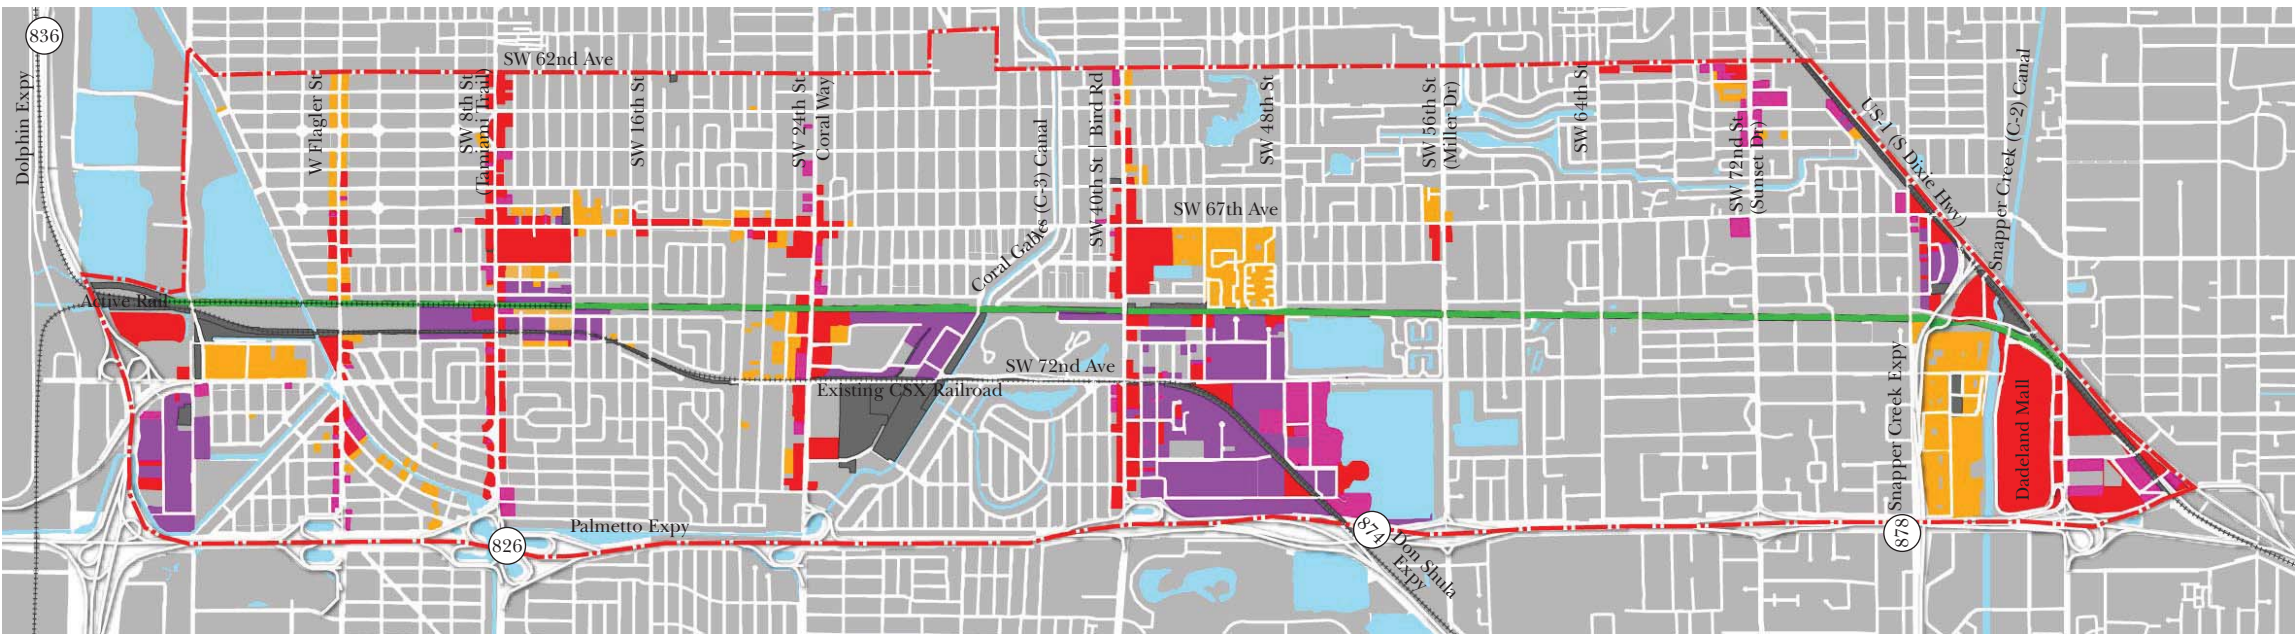 836
Dolphin Expy
SW 62nd Ave
W Flagler St
SW 8th St
(Tamiami Trail)
SW 16th St
SW 24th St
Coral Way
Coral Gables (C-3) Canal
SW 40th St | Bird Rd
SW 48th St
SW 56th St
(Miller Dr)
SW 64th St
SW 72nd St
(Sunset Dr)
US-1 (S Dixie Hwy)
Snapper Creek (C-2) Canal
SW 67th Ave
Active Rail
SW 72nd Ave
Existing CSX Railroad
Snapper Creek Expy
Dadeland Mall
Palmetto Expy
826
874
Don Shula
Expy
878